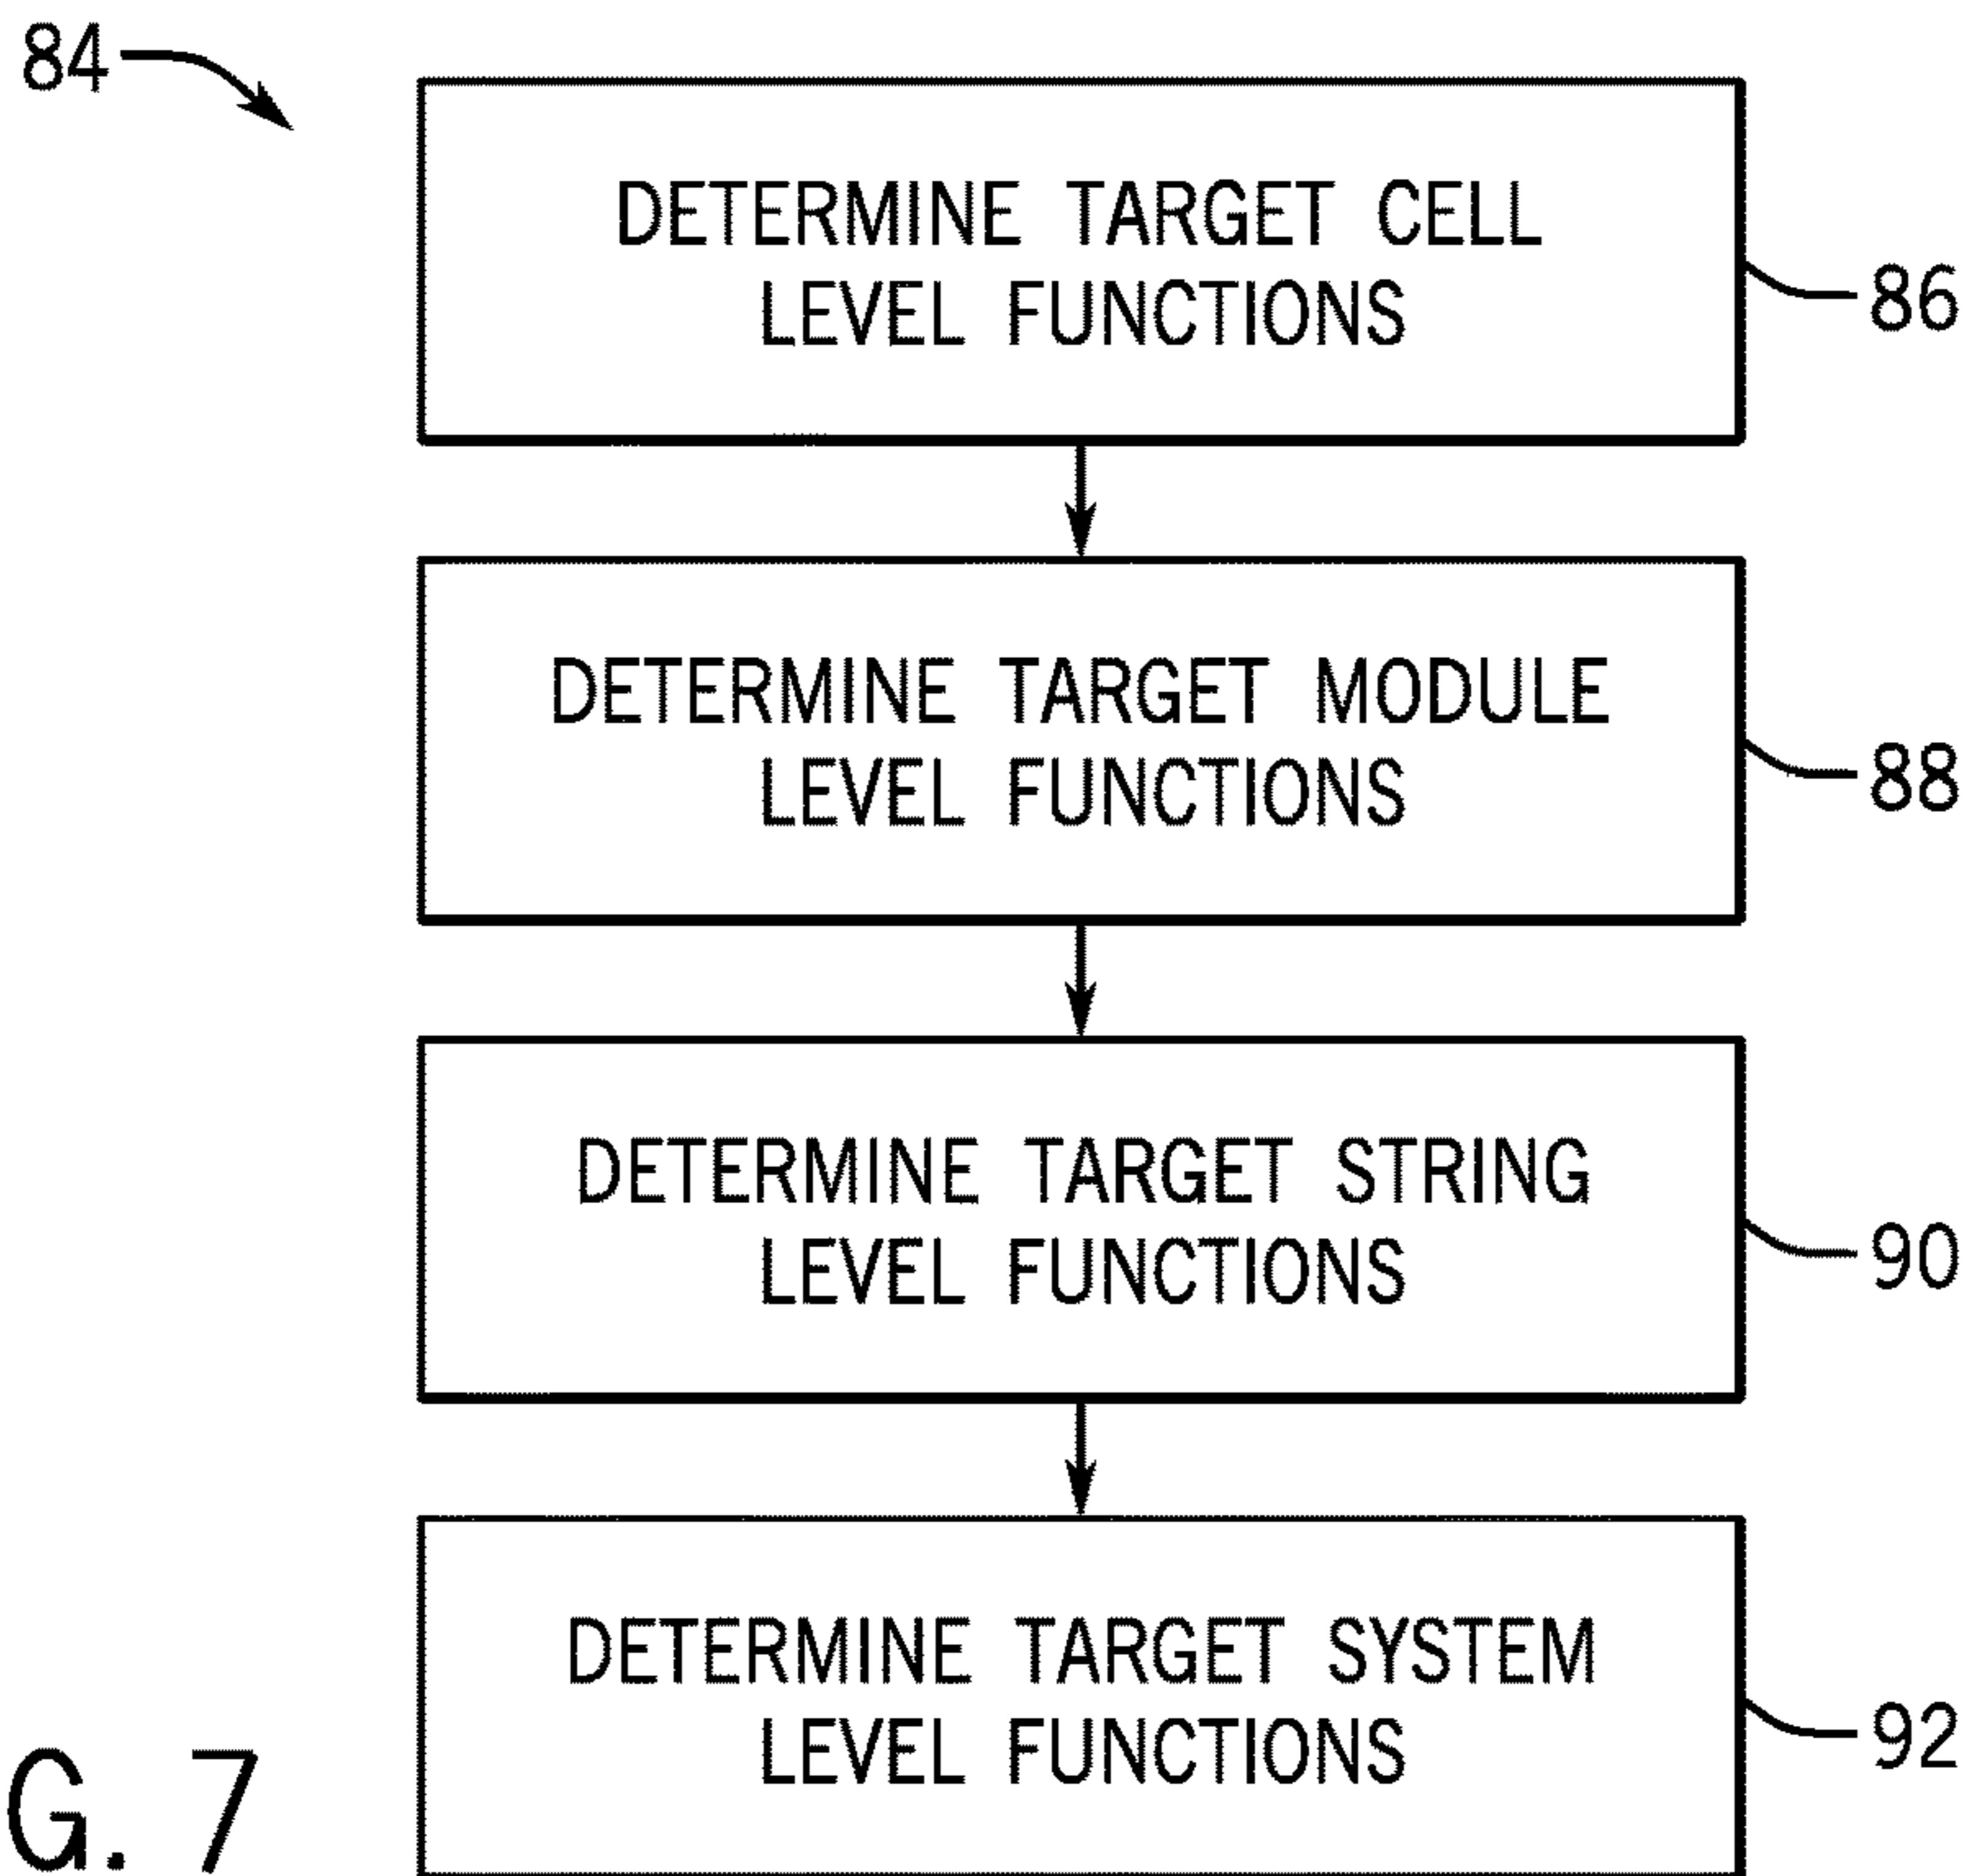 84
DETERMINE TARGET CELL
LEVEL FUNCTIONS
86
DETERMINE TARGET MODULE
LEVEL FUNCTIONS
88
DETERMINE TARGET STRING
LEVEL FUNCTIONS
90
DETERMINE TARGET SYSTEM
LEVEL FUNCTIONS
92
G. 7